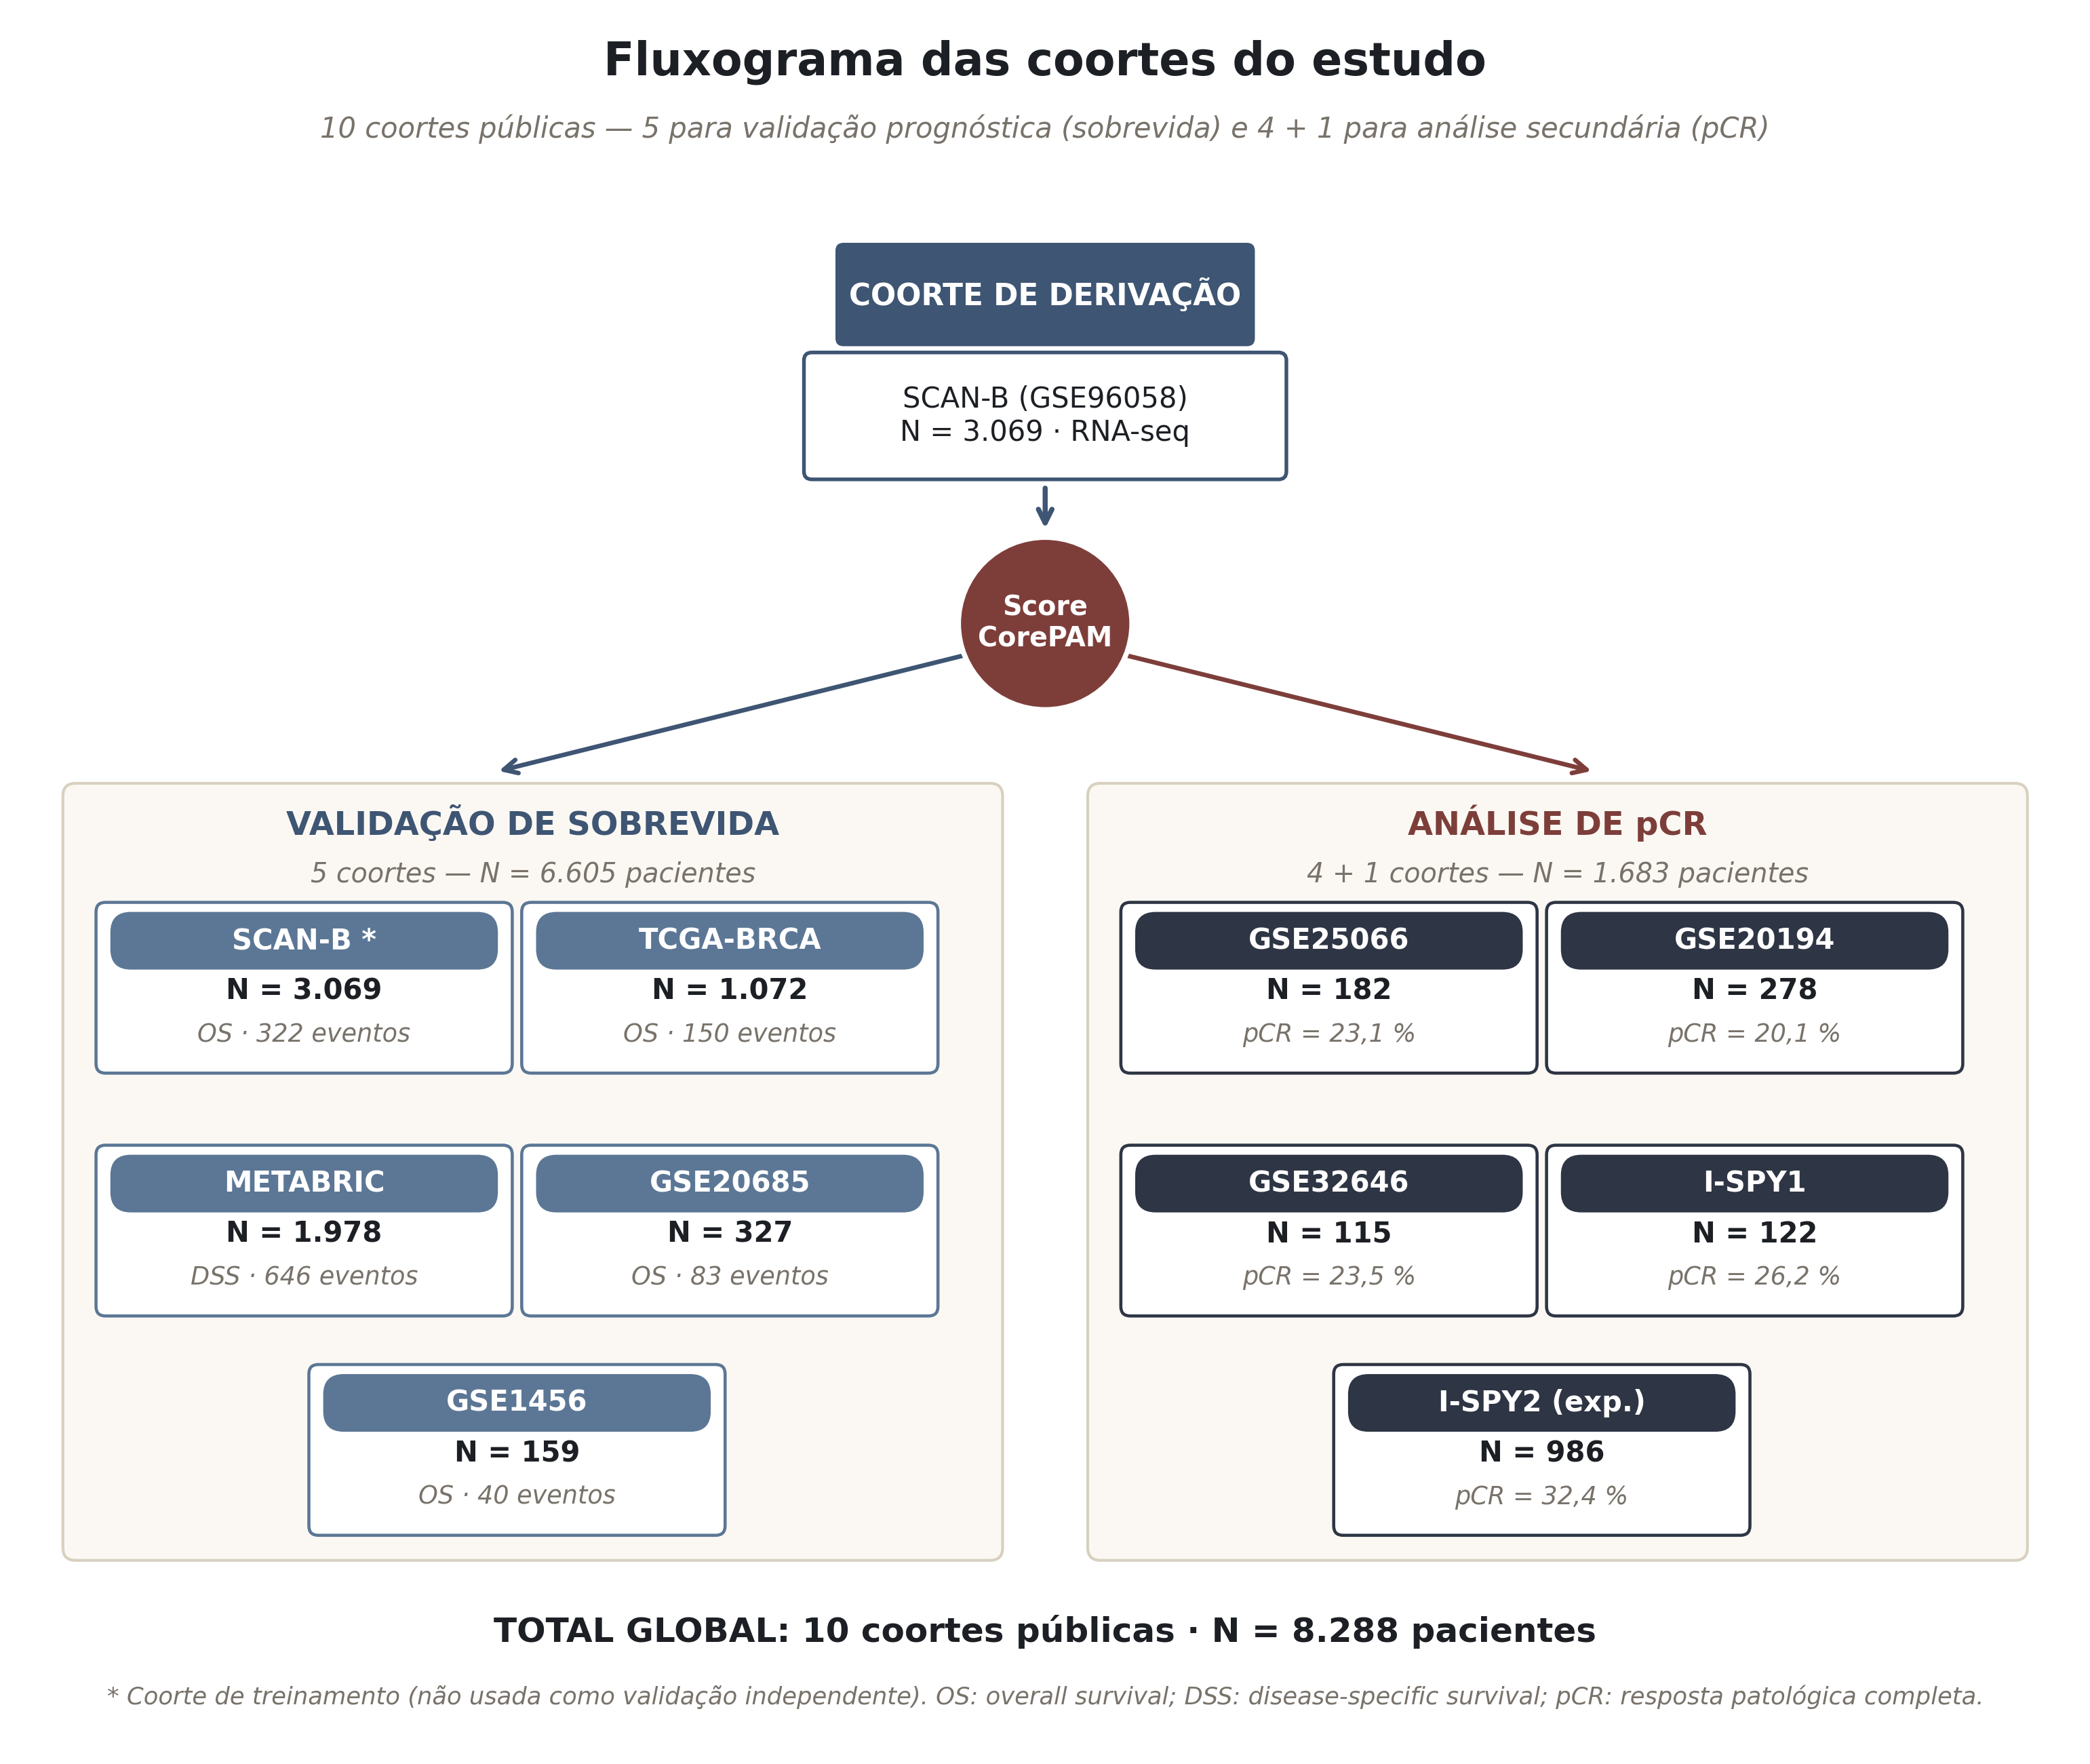 Fluxograma das coortes do estudo
10 coortes públicas — 5 para validação prognóstica (sobrevida) e 4 + 1 para análise secundária (pCR)
COORTE DE DERIVAÇÃO
SCAN-B (GSE96058)
N = 3.069 · RNA-seq
Score
CorePAM
VALIDAÇÃO DE SOBREVIDA
5 coortes — N = 6.605 pacientes
SCAN-B *
N = 3.069
OS · 322 eventos
TCGA-BRCA
N = 1.072
OS · 150 eventos
METABRIC
N = 1.978
DSS · 646 eventos
GSE20685
N = 327
OS · 83 eventos
GSE1456
N = 159
OS · 40 eventos
ANÁLISE DE pCR
4 + 1 coortes — N = 1.683 pacientes
GSE25066
N = 182
pCR = 23,1 %
GSE20194
N = 278
pCR = 20,1 %
GSE32646
N = 115
pCR = 23,5 %
I-SPY1
N = 122
pCR = 26,2 %
I-SPY2 (exp.)
N = 986
pCR = 32,4 %
TOTAL GLOBAL: 10 coortes públicas · N = 8.288 pacientes
* Coorte de treinamento (não usada como validação independente). OS: overall survival; DSS: disease-specific survival; pCR: resposta patológica completa.